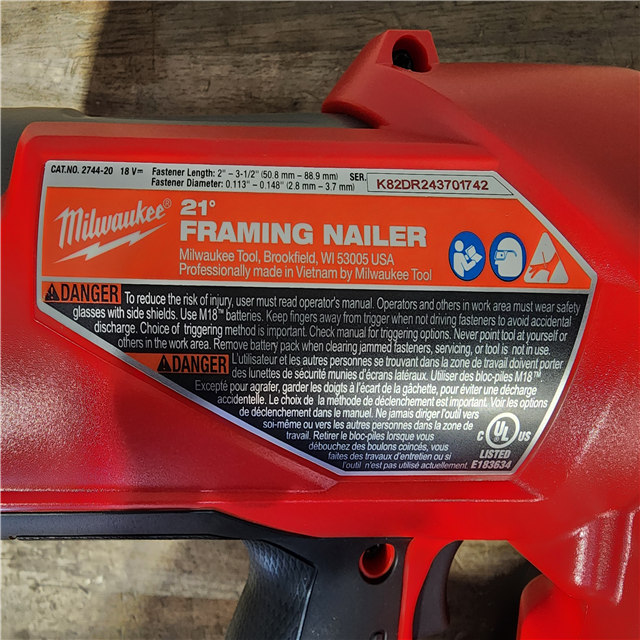 CAT.NO. 2744-20 18 V⎓ Fastener Length: 2" – 3-1/2" (50.8 mm – 88.9 mm) SER.
Fastener Diameter: 0.113" – 0.148" (2.8 mm – 3.7 mm)
K82DR243701742
Milwaukee®
21°
FRAMING NAILER
Milwaukee Tool, Brookfield, WI 53005 USA
Professionally made in Vietnam by Milwaukee Tool
DANGER To reduce the risk of injury, user must read operator's manual. Operators and others in work area must wear safety
glasses with side shields. Use M18™ batteries. Keep fingers away from trigger when not driving fasteners to avoid accidental
discharge. Choice of triggering method is important. Check manual for triggering options. Never point tool at yourself or
others in the work area. Remove battery pack when clearing jammed fasteners, servicing, or tool is not in use.
DANGER L'utilisateur et les autres personnes se trouvant dans la zone de travail doivent porter
des lunettes de sécurité munies d'écrans latéraux. Utiliser des bloc-piles M18™.
Excepté pour agrafer, garder les doigts à l'écart de la gâchette, pour éviter une décharge
accidentelle. Le choix de la méthode de déclenchement est important. Voir les options
de déclenchement dans le manuel. Ne jamais diriger l'outil vers
soi-même ou vers les autres personnes dans la zone de
travail. Retirer le bloc-piles lorsque vous
débouchez des boulons coincés, vous
faites des travaux d'entretien ou si
l'outil n'est pas utilisé actuellement.
C UL US
LISTED
E183634